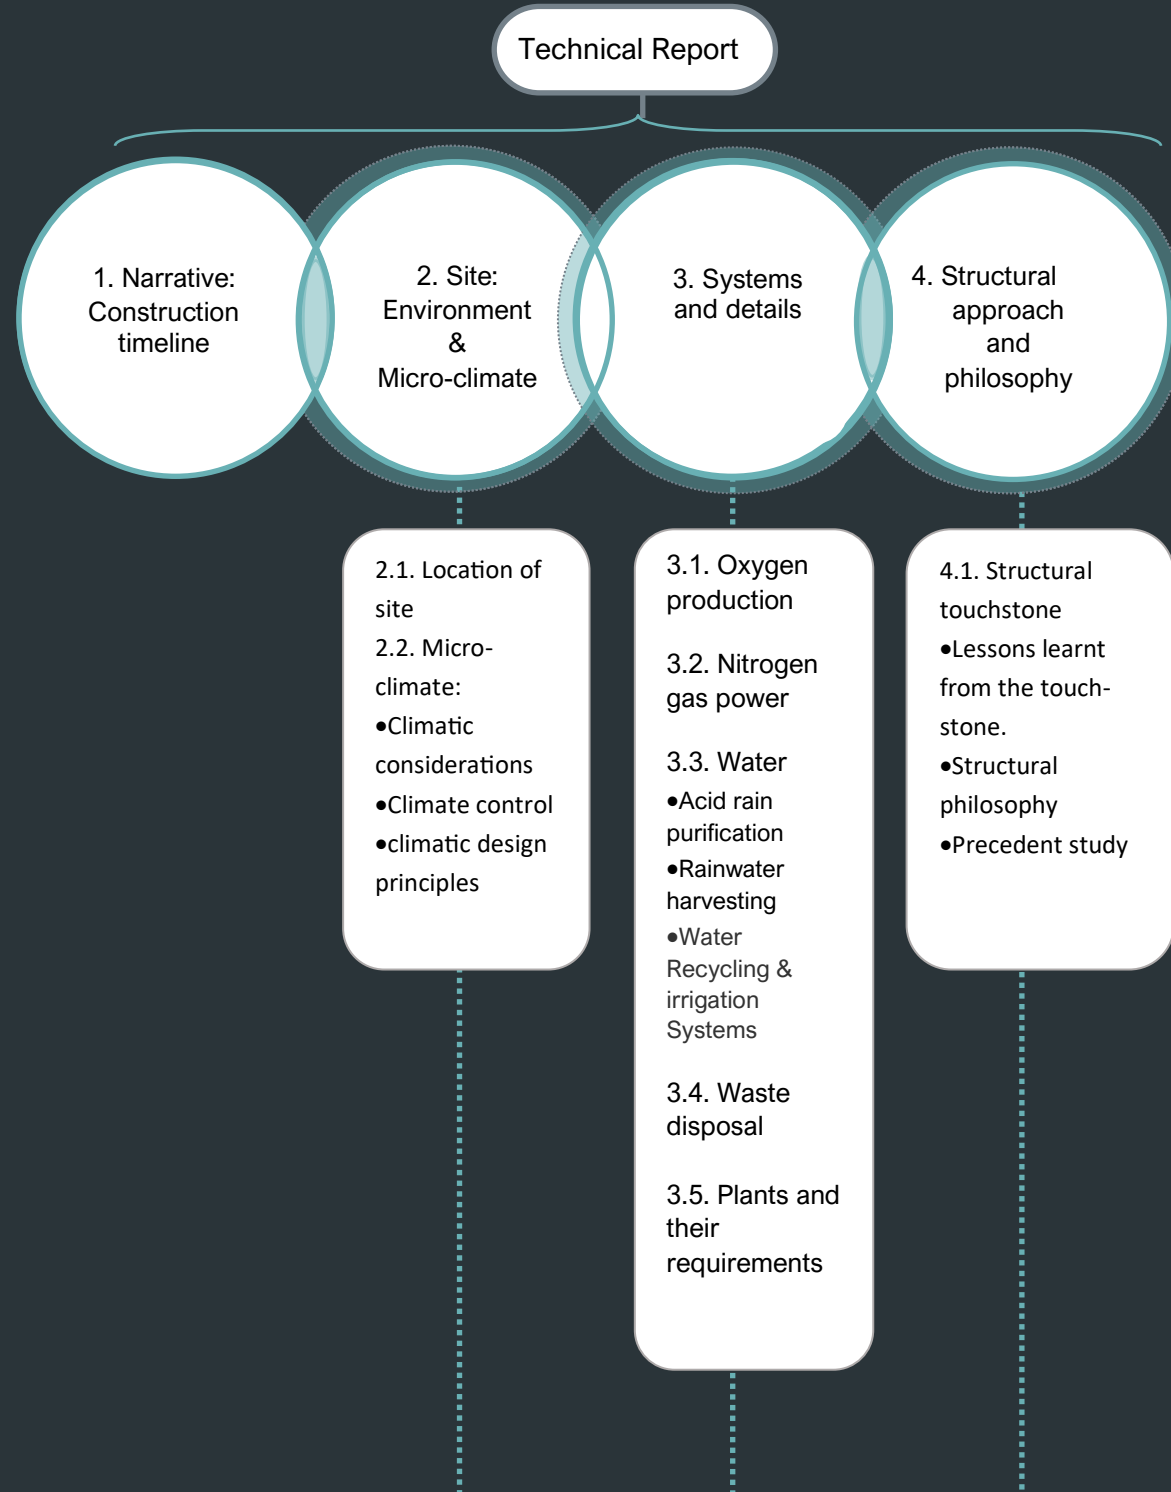 Technical Report
1. Narrative:
Construction
timeline
2. Site:
Environment
&
Micro-climate
3. Systems
and details
4. Structural
approach
and
philosophy
2.1. Location of
site
2.2. Micro-
climate:
•Climatic
considerations
•Climate control
•climatic design
principles
3.1. Oxygen
production
3.2. Nitrogen
gas power
3.3. Water
•Acid rain
purification
•Rainwater
harvesting
•Water
Recycling &
irrigation
Systems
3.4. Waste
disposal
3.5. Plants and
their
requirements
4.1. Structural
touchstone
•Lessons learnt
from the touch-
stone.
•Structural
philosophy
•Precedent study